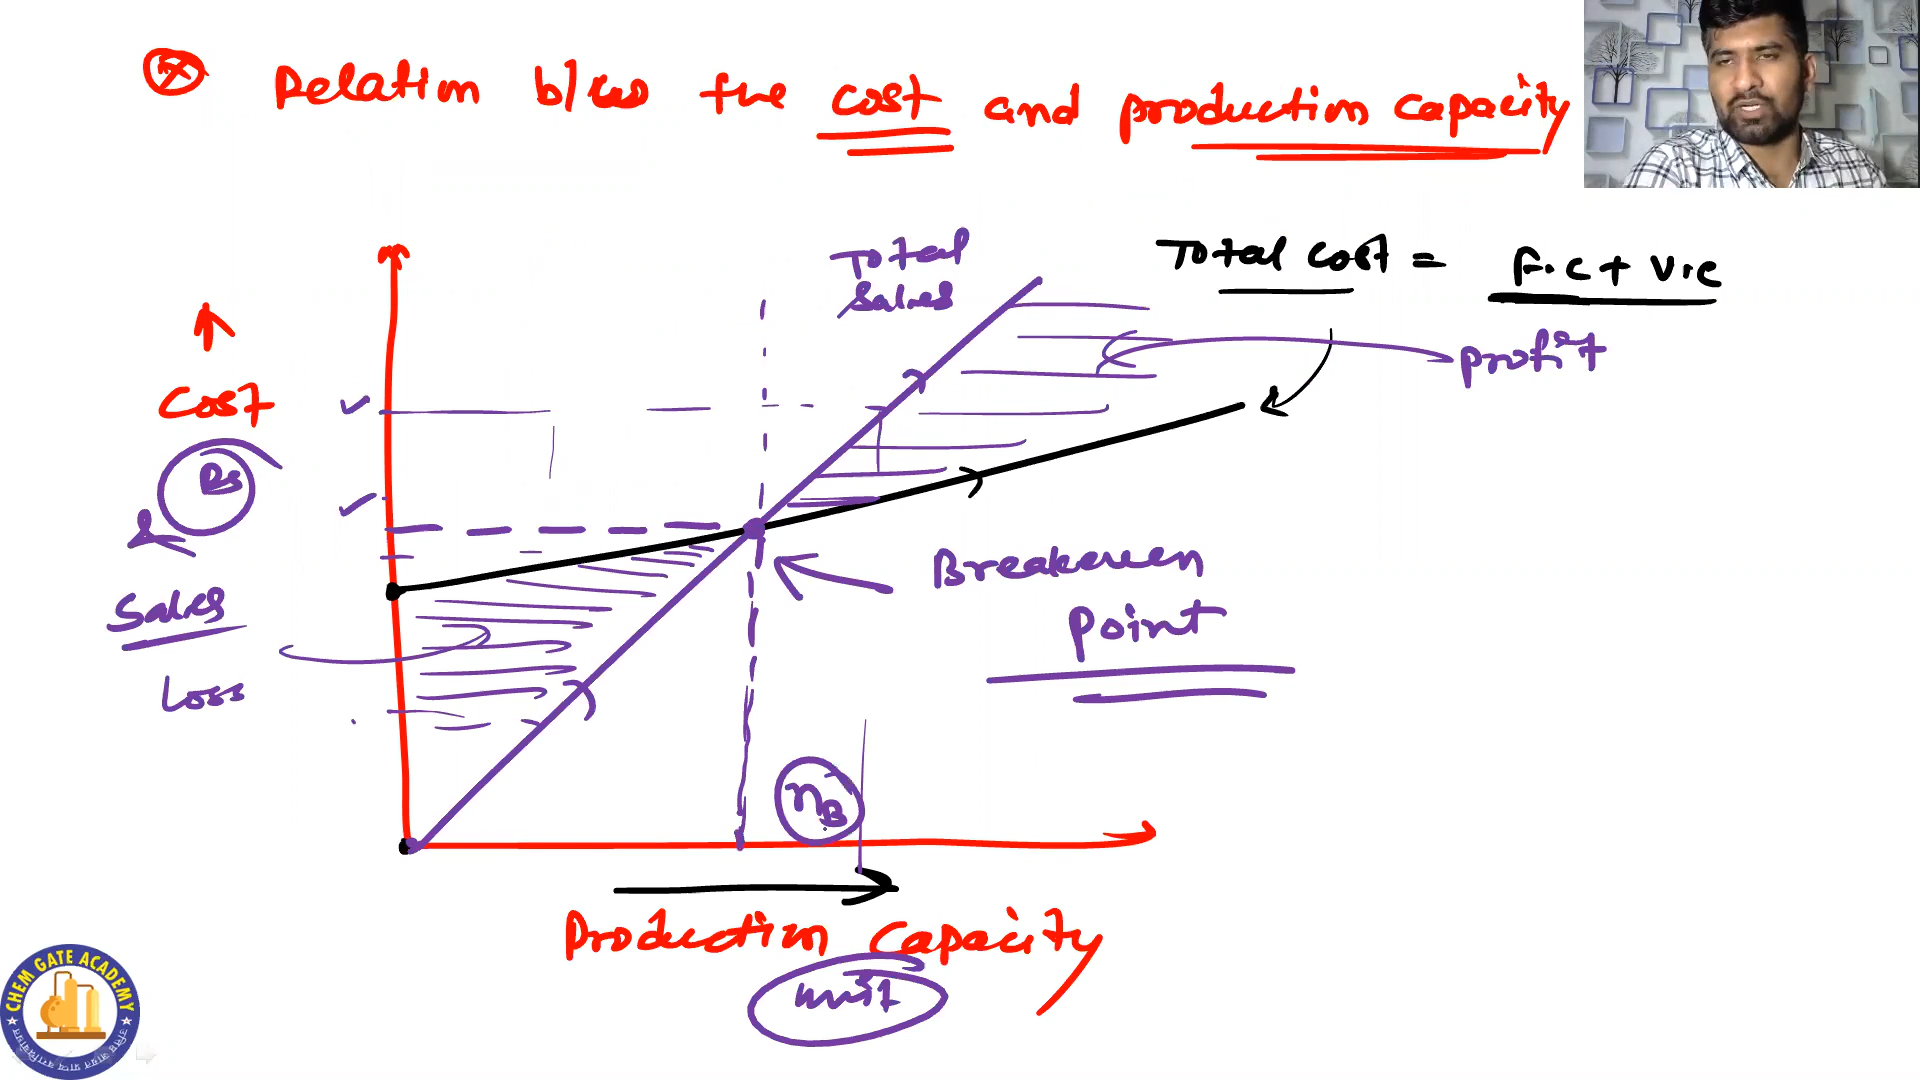 Relation b/w the cost and production capacity
Total
Sales
Total cost = F.C + V.C
profit
Cost
Rs
Sales
Loss
Breakeven
point
nB
Production Capacity
unit
CHEM GATE ACADEMY